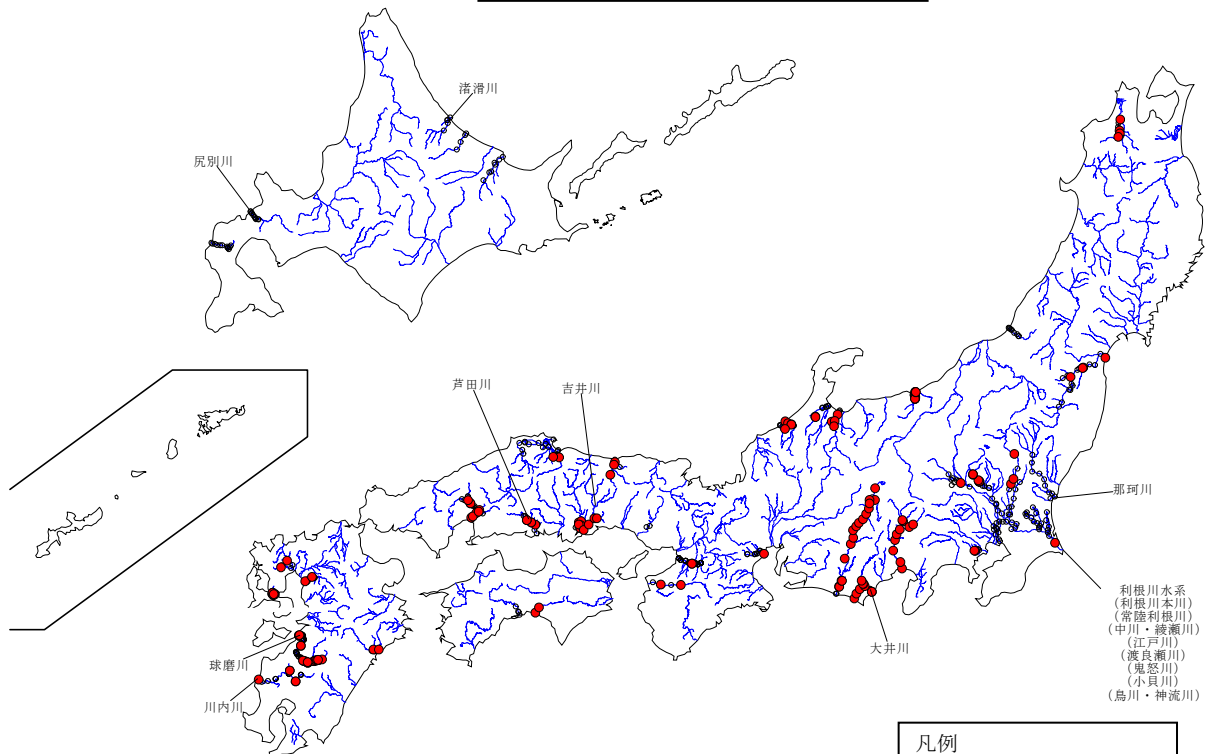 渚滑川
尻別川
芦田川
吉井川
那珂川
利根川水系
(利根川本川)
(常陸利根川)
(中川・綾瀬川)
(江戸川)
(渡良瀬川)
(鬼怒川)
(小貝川)
(烏川・神流川)
大井川
球磨川
川内川
凡例